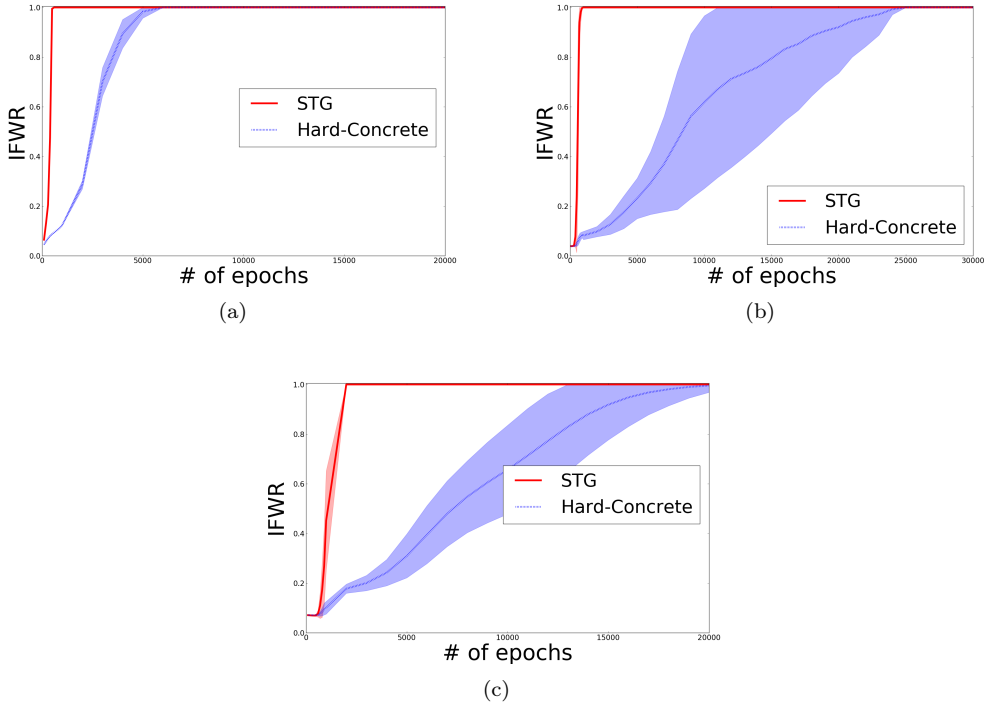 1.0
0.8
0.6
0.4
0.2
0.0
IFWR
STG
Hard-Concrete
0 5000 10000 15000 20000
# of epochs
(a)
1.0
0.8
0.6
0.4
0.2
0.0
IFWR
STG
Hard-Concrete
0 5000 10000 15000 20000 25000 30000
# of epochs
(b)
1.0
0.8
0.6
0.4
0.2
0.0
IFWR
STG
Hard-Concrete
0 5000 10000 15000 20000
# of epochs
(c)